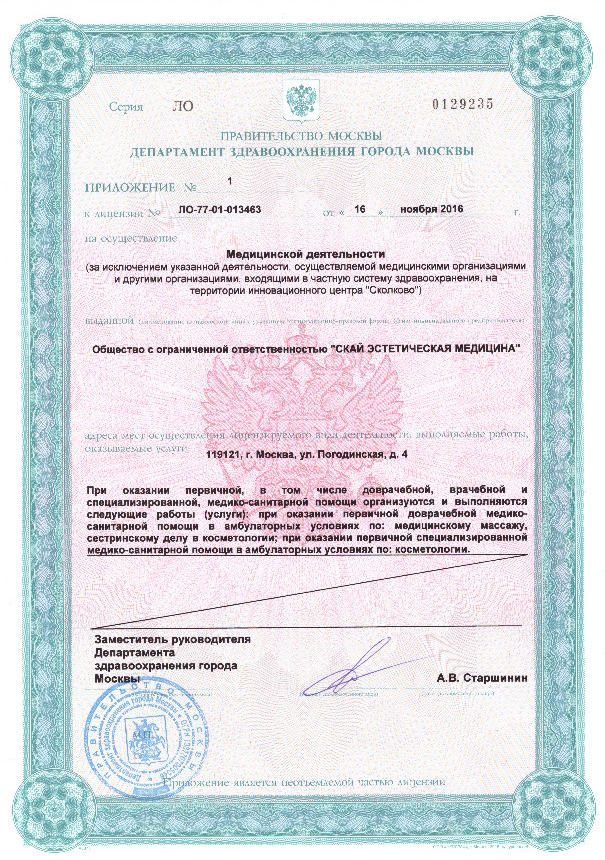 Серия ЛО 0129235
ПРАВИТЕЛЬСТВО МОСКВЫ
ДЕПАРТАМЕНТ ЗДРАВООХРАНЕНИЯ ГОРОДА МОСКВЫ
ПРИЛОЖЕНИЕ № 1
к лицензии № ЛО-77-01-013463 от « 16 » ноября 2016 г.
на осуществление
Медицинской деятельности
(за исключением указанной деятельности, осуществляемой медицинскими организациями
и другими организациями, входящими в частную систему здравоохранения, на
территории инновационного центра "Сколково")
выданной
Общество с ограниченной ответственностью "СКАЙ ЭСТЕТИЧЕСКАЯ МЕДИЦИНА"
адреса мест осуществления лицензируемого вида деятельности, выполняемые работы,
оказываемые услуги
119121, г. Москва, ул. Погодинская, д. 4
При оказании первичной, в том числе доврачебной, врачебной и
специализированной, медико-санитарной помощи организуются и выполняются
следующие работы (услуги): при оказании первичной доврачебной медико-
санитарной помощи в амбулаторных условиях по: медицинскому массажу,
сестринскому делу в косметологии; при оказании первичной специализированной
медико-санитарной помощи в амбулаторных условиях по: косметологии.
Заместитель руководителя
Департамента
здравоохранения города
Москвы А.В. Старшинин
ПРАВИТЕЛЬСТВО МОСКВЫ
М.П.
Приложение является неотъемлемой частью лицензии